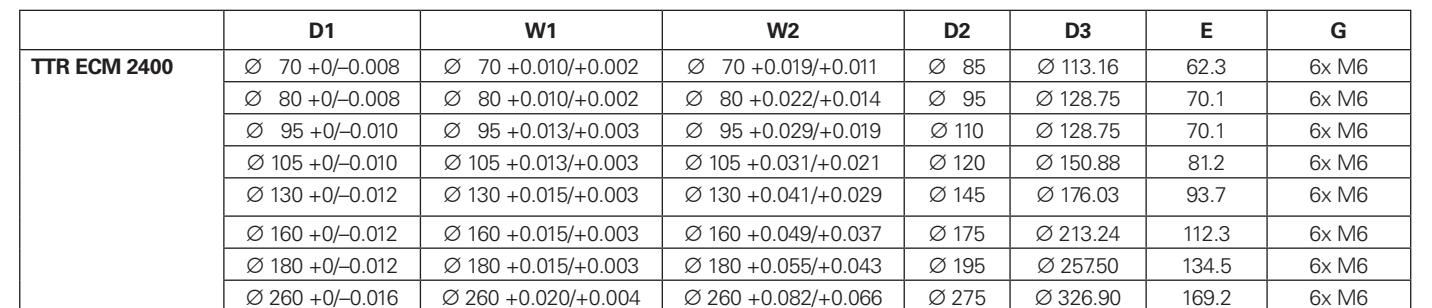 D1 W1 W2 D2 D3 E G
TTR ECM 2400 ∅ 70 +0/–0.008 ∅ 70 +0.010/+0.002 ∅ 70 +0.019/+0.011 ∅ 85 ∅ 113.16 62.3 6x M6
∅ 80 +0/–0.008 ∅ 80 +0.010/+0.002 ∅ 80 +0.022/+0.014 ∅ 95 ∅ 128.75 70.1 6x M6
∅ 95 +0/–0.010 ∅ 95 +0.013/+0.003 ∅ 95 +0.029/+0.019 ∅ 110 ∅ 128.75 70.1 6x M6
∅ 105 +0/–0.010 ∅ 105 +0.013/+0.003 ∅ 105 +0.031/+0.021 ∅ 120 ∅ 150.88 81.2 6x M6
∅ 130 +0/–0.012 ∅ 130 +0.015/+0.003 ∅ 130 +0.041/+0.029 ∅ 145 ∅ 176.03 93.7 6x M6
∅ 160 +0/–0.012 ∅ 160 +0.015/+0.003 ∅ 160 +0.049/+0.037 ∅ 175 ∅ 213.24 112.3 6x M6
∅ 180 +0/–0.012 ∅ 180 +0.015/+0.003 ∅ 180 +0.055/+0.043 ∅ 195 ∅ 257.50 134.5 6x M6
∅ 260 +0/–0.016 ∅ 260 +0.020/+0.004 ∅ 260 +0.082/+0.066 ∅ 275 ∅ 326.90 169.2 6x M6